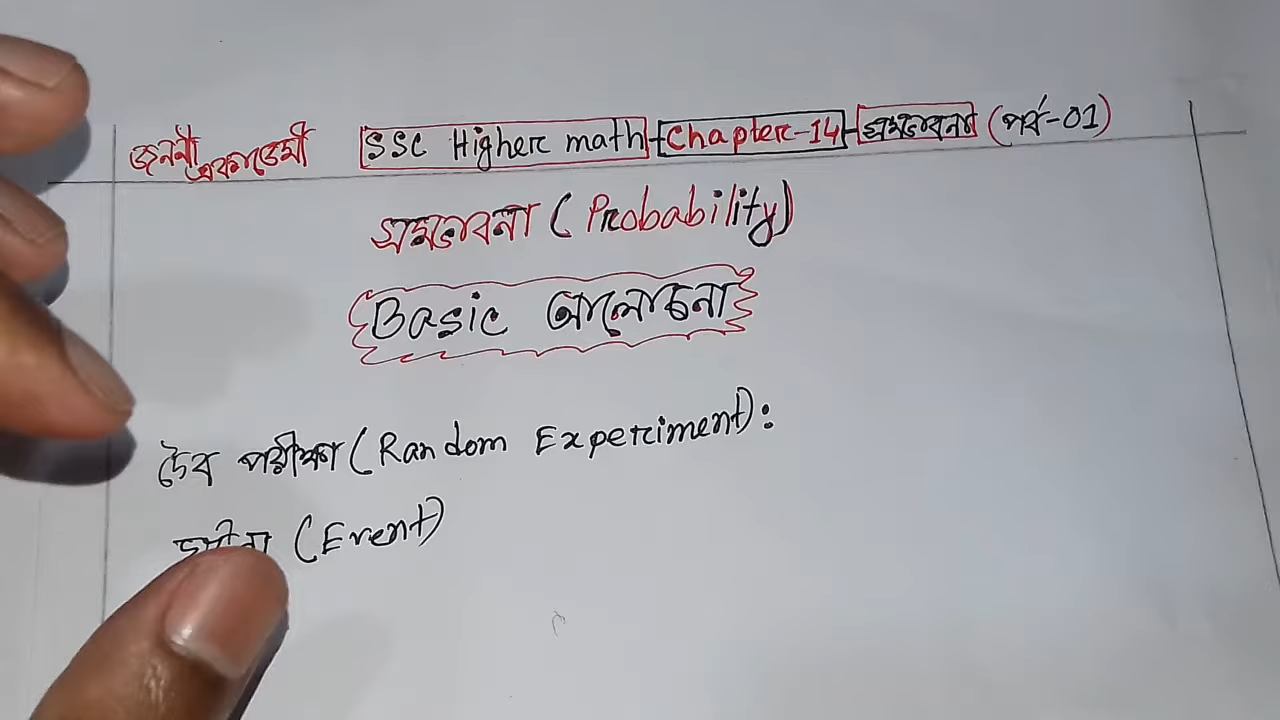 জননী একাডেমী
SSC Higher math - Chapter-14 - সম্ভাবনা (পর্ব-01)
সম্ভাবনা (Probability)
Basic আলোচনা
দৈব পরীক্ষা (Random Experiment):
ঘটনা (Event)